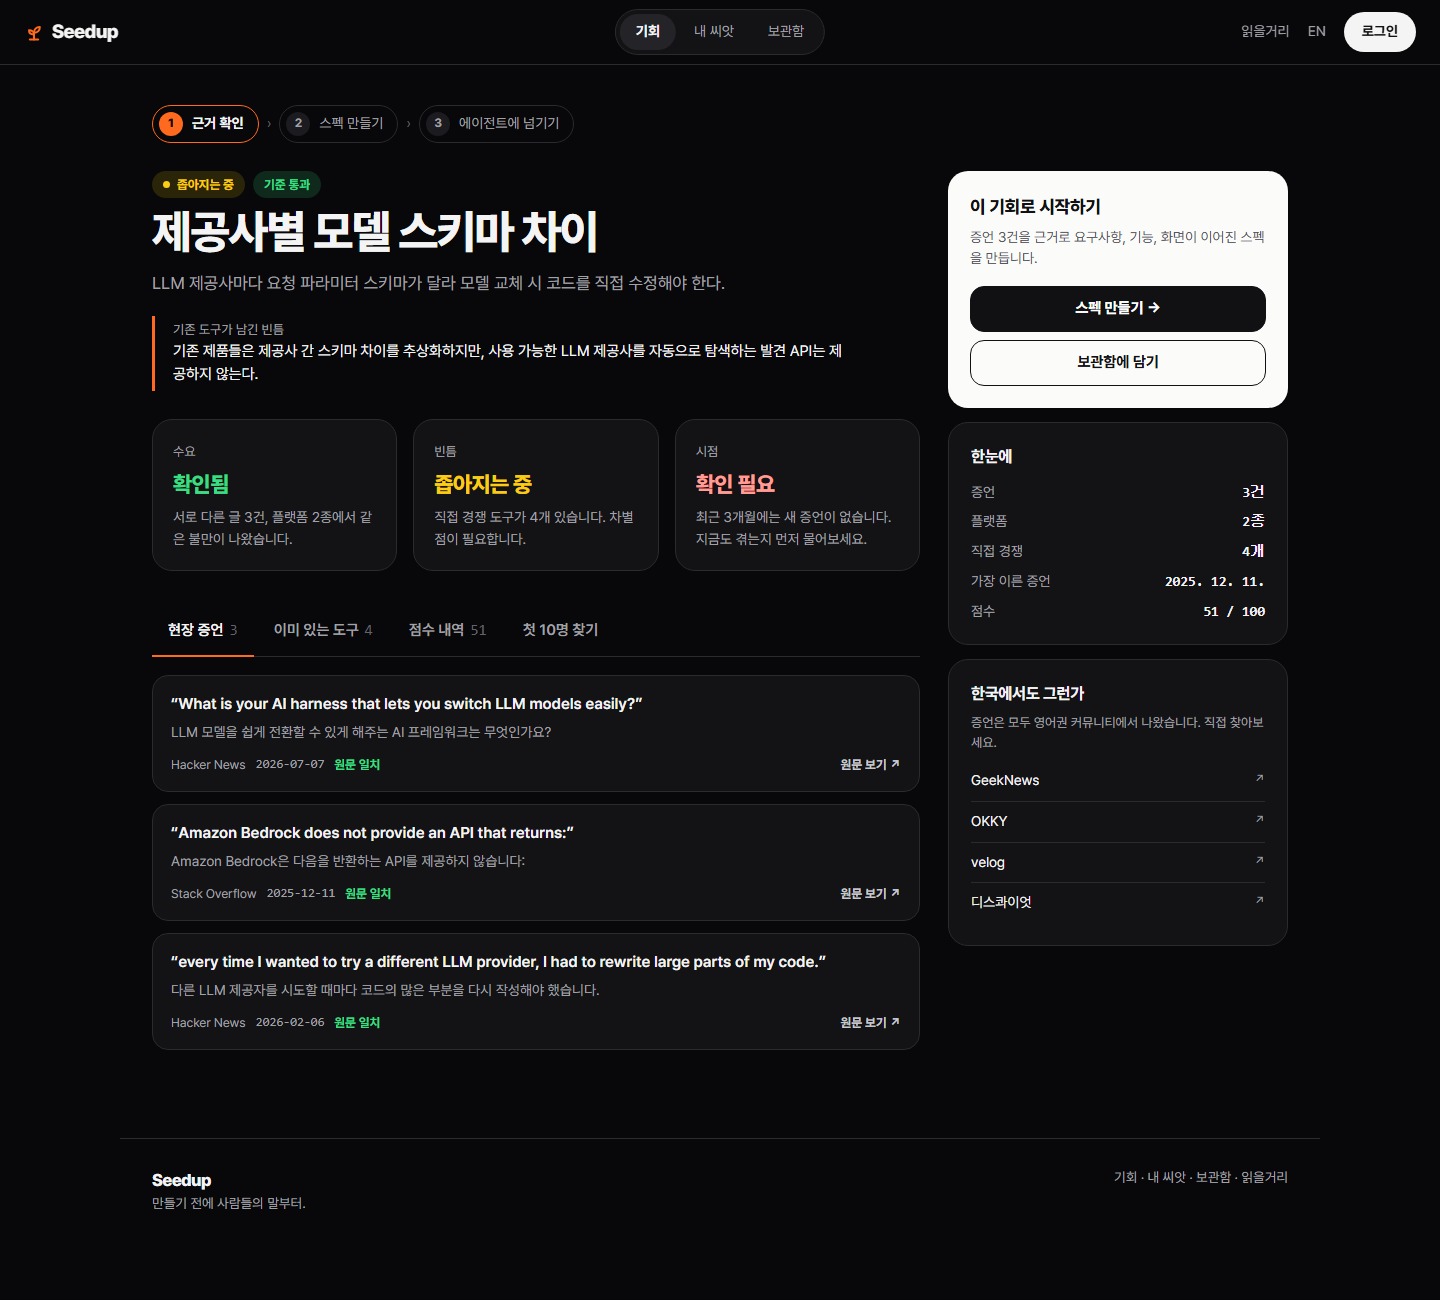 Seedup
기회
내 씨앗
보관함
읽을거리
EN
로그인
1 근거 확인 › 2 스펙 만들기 › 3 에이전트에 넘기기
좁아지는 중
기준 통과
제공사별 모델 스키마 차이
LLM 제공사마다 요청 파라미터 스키마가 달라 모델 교체 시 코드를 직접 수정해야 한다.
기존 도구가 남긴 빈틈
기존 제품들은 제공사 간 스키마 차이를 추상화하지만, 사용 가능한 LLM 제공사를 자동으로 탐색하는 발견 API는 제
공하지 않는다.
수요
확인됨
서로 다른 글 3건, 플랫폼 2종에서 같
은 불만이 나왔습니다.
빈틈
좁아지는 중
직접 경쟁 도구가 4개 있습니다. 차별
점이 필요합니다.
시점
확인 필요
최근 3개월에는 새 증언이 없습니다.
지금도 겪는지 먼저 물어보세요.
현장 증언 3
이미 있는 도구 4
점수 내역 51
첫 10명 찾기
“What is your AI harness that lets you switch LLM models easily?”
LLM 모델을 쉽게 전환할 수 있게 해주는 AI 프레임워크는 무엇인가요?
Hacker News 2026-07-07 원문 일치
원문 보기 ↗
“Amazon Bedrock does not provide an API that returns:”
Amazon Bedrock은 다음을 반환하는 API를 제공하지 않습니다:
Stack Overflow 2025-12-11 원문 일치
원문 보기 ↗
“every time I wanted to try a different LLM provider, I had to rewrite large parts of my code.”
다른 LLM 제공자를 시도할 때마다 코드의 많은 부분을 다시 작성해야 했습니다.
Hacker News 2026-02-06 원문 일치
원문 보기 ↗
이 기회로 시작하기
증언 3건을 근거로 요구사항, 기능, 화면이 이어진 스펙
을 만듭니다.
스펙 만들기 →
보관함에 담기
한눈에
증언 3건
플랫폼 2종
직접 경쟁 4개
가장 이른 증언 2025. 12. 11.
점수 51 / 100
한국에서도 그런가
증언은 모두 영어권 커뮤니티에서 나왔습니다. 직접 찾아보
세요.
GeekNews ↗
OKKY ↗
velog ↗
디스콰이엇 ↗
Seedup
만들기 전에 사람들의 말부터.
기회 · 내 씨앗 · 보관함 · 읽을거리